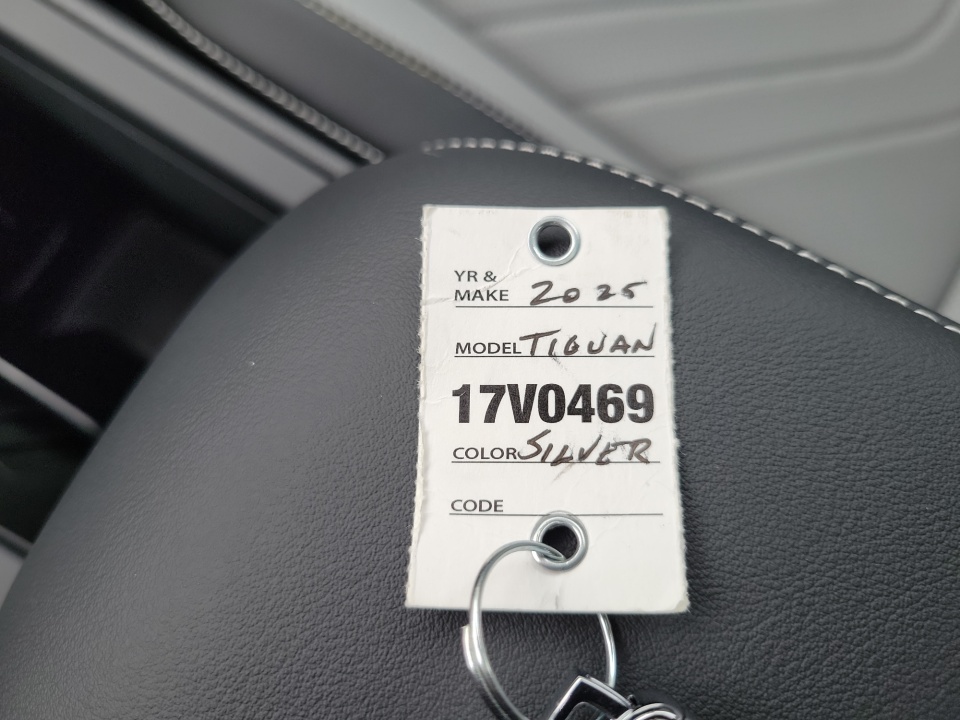 YR &
MAKE 2025
MODEL TIGUAN
17V0469
COLOR SILVER
CODE